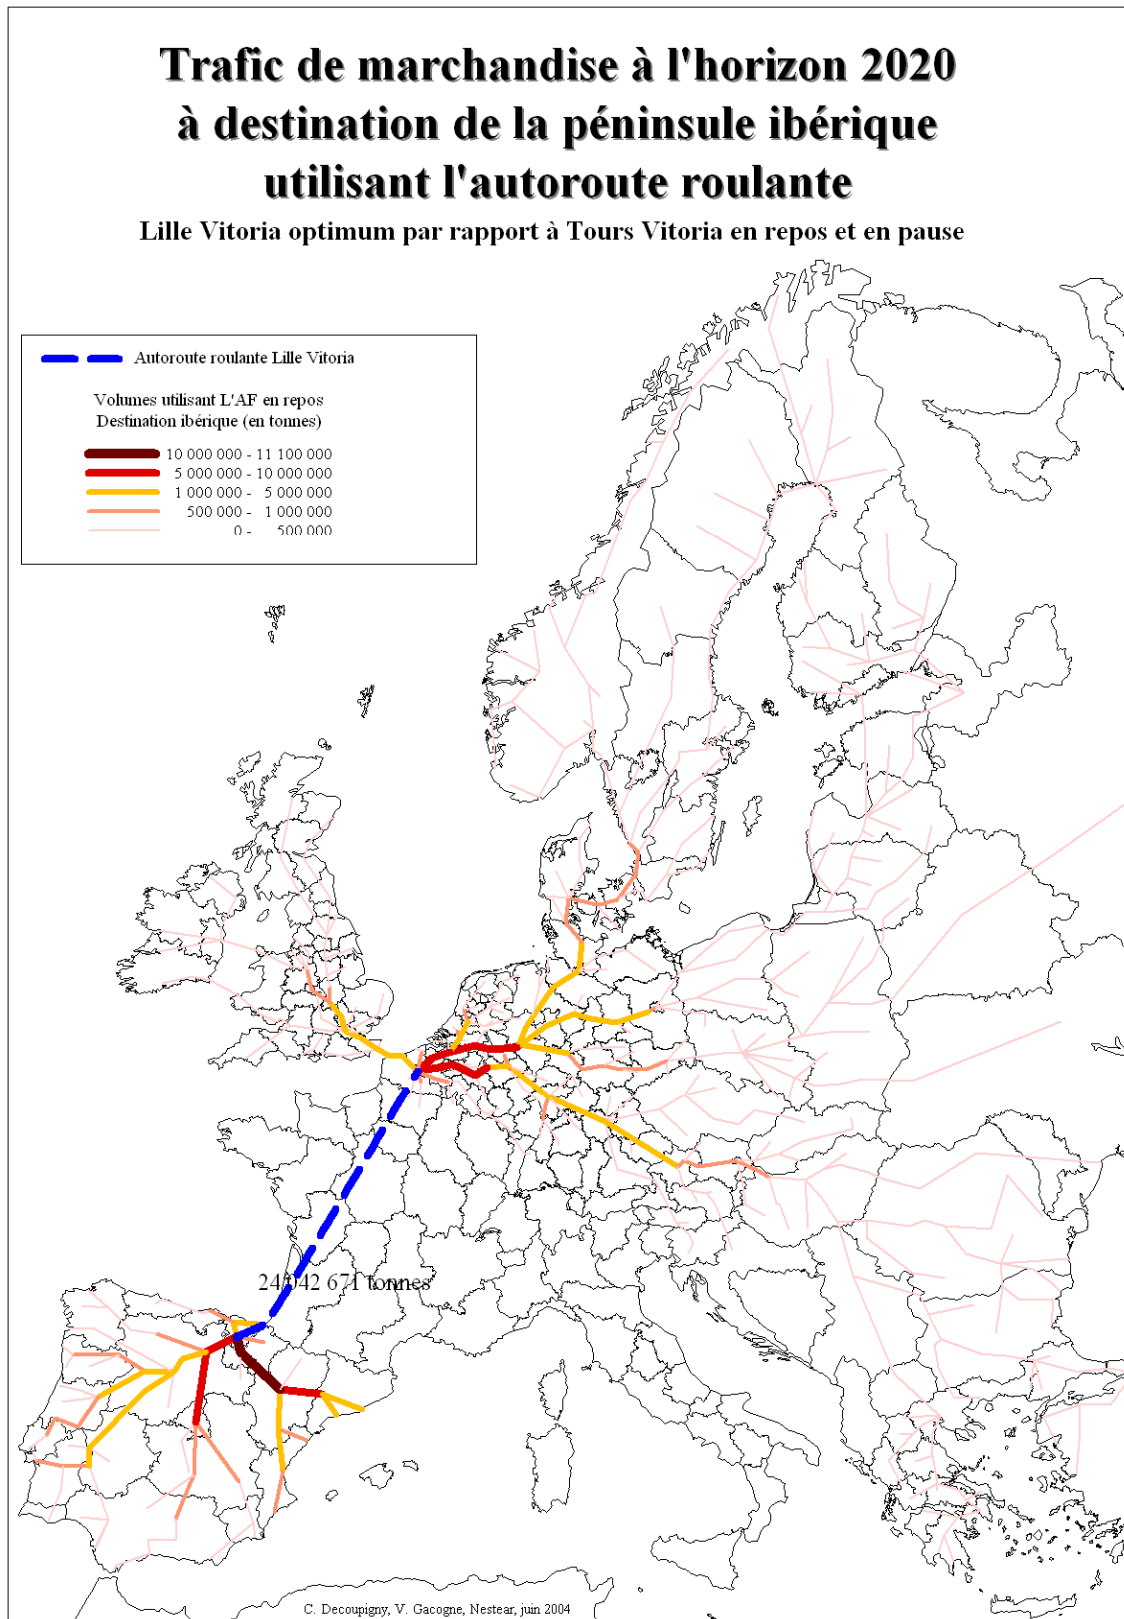 Trafic de marchandise à l'horizon 2020
à destination de la péninsule ibérique
utilisant l'autoroute roulante
Lille Vitoria optimum par rapport à Tours Vitoria en repos et en pause
Autoroute roulante Lille Vitoria
Volumes utilisant L'AF en repos
Destination ibérique (en tonnes)
10 000 000 - 11 100 000
5 000 000 - 10 000 000
1 000 000 - 5 000 000
500 000 - 1 000 000
0 - 500 000
24 042 671 tonnes
C. Decoupigny, V. Gacogne, Nestear, juin 2004